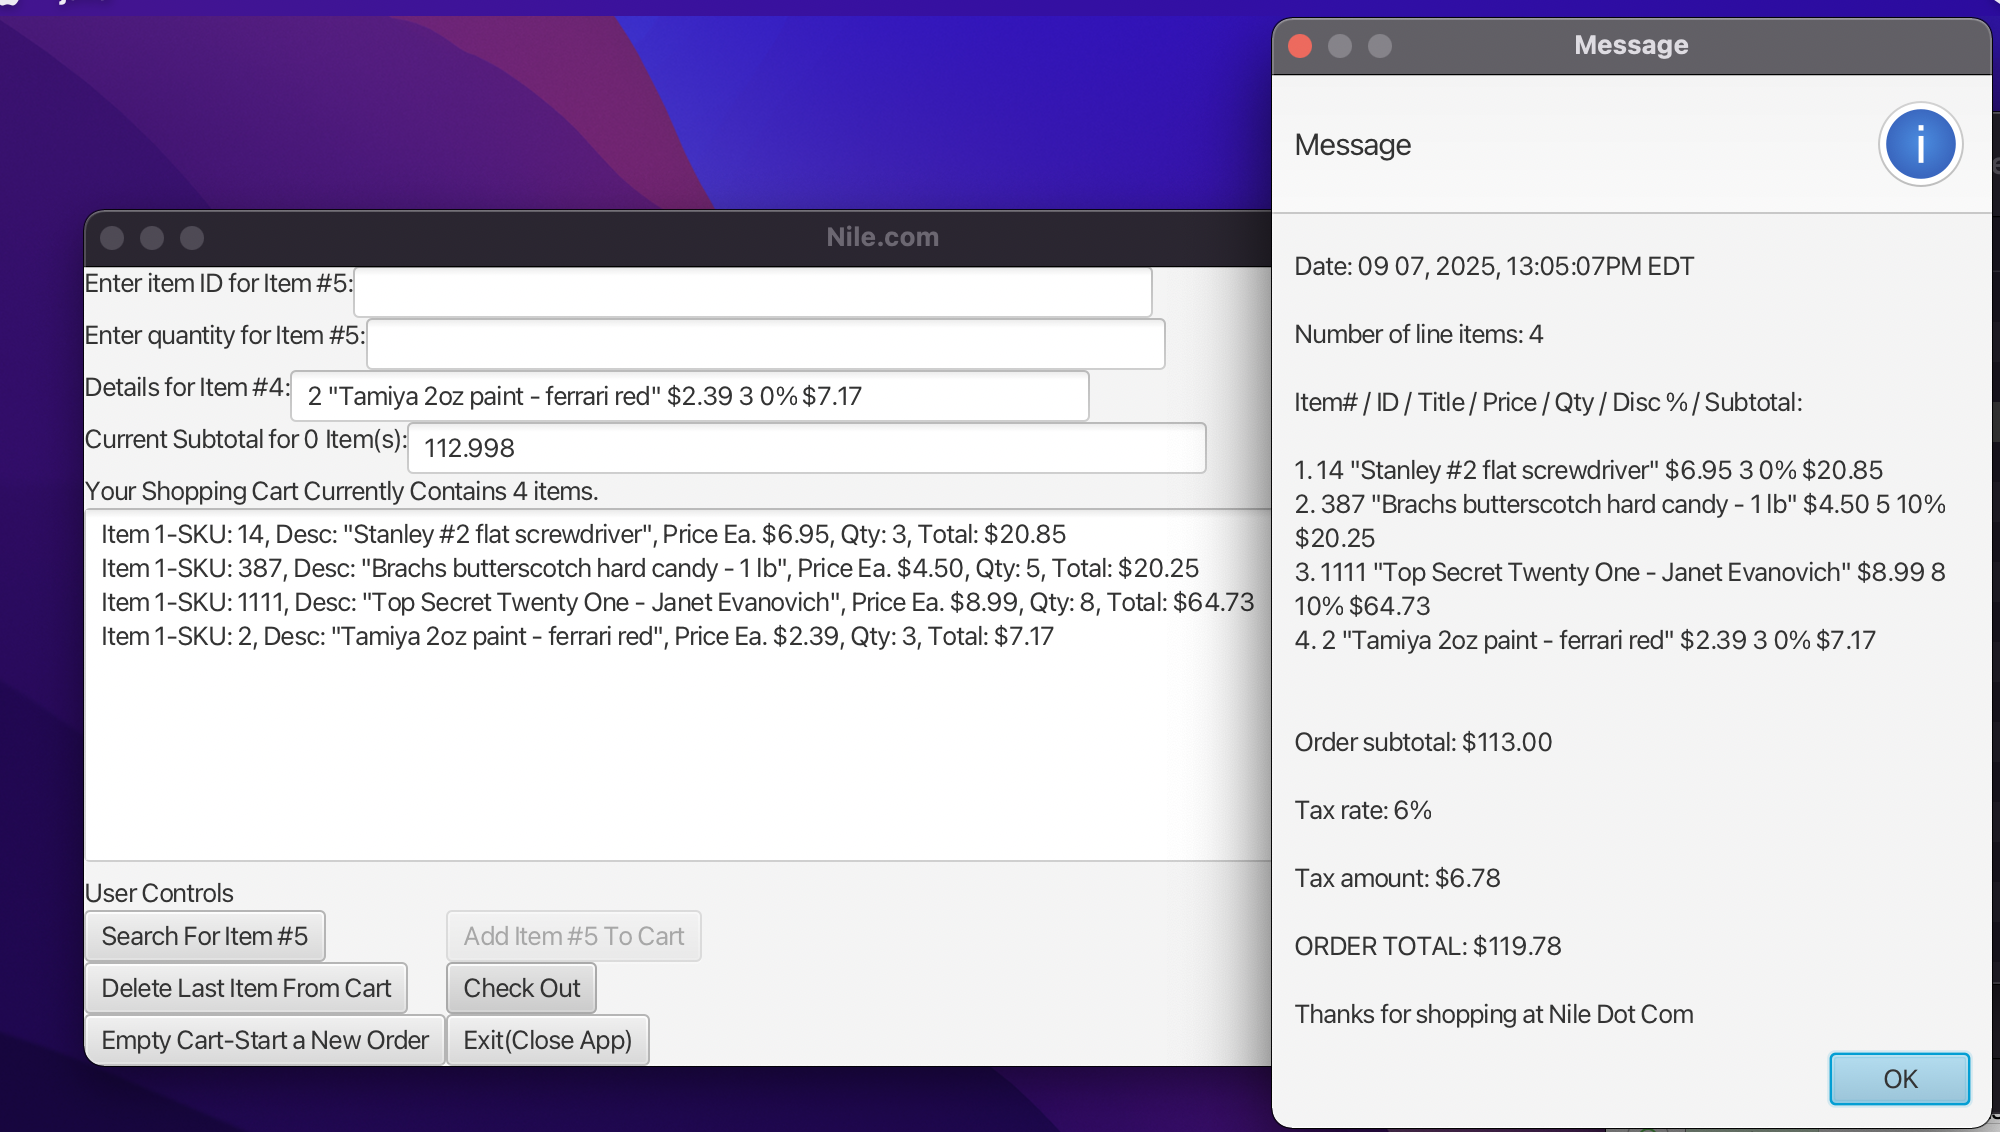 Nile.com
Enter item ID for Item #5:
Enter quantity for Item #5:
Details for Item #4: 2 "Tamiya 2oz paint - ferrari red" $2.39 3 0% $7.17
Current Subtotal for 0 Item(s): 112.998
Your Shopping Cart Currently Contains 4 items.
Item 1-SKU: 14, Desc: "Stanley #2 flat screwdriver", Price Ea. $6.95, Qty: 3, Total: $20.85
Item 1-SKU: 387, Desc: "Brachs butterscotch hard candy - 1 lb", Price Ea. $4.50, Qty: 5, Total: $20.25
Item 1-SKU: 1111, Desc: "Top Secret Twenty One - Janet Evanovich", Price Ea. $8.99, Qty: 8, Total: $64.73
Item 1-SKU: 2, Desc: "Tamiya 2oz paint - ferrari red", Price Ea. $2.39, Qty: 3, Total: $7.17
User Controls
Search For Item #5
Add Item #5 To Cart
Delete Last Item From Cart
Check Out
Empty Cart-Start a New Order
Exit(Close App)
Message
Message
Date: 09 07, 2025, 13:05:07PM EDT
Number of line items: 4
Item# / ID / Title / Price / Qty / Disc % / Subtotal:
1. 14 "Stanley #2 flat screwdriver" $6.95 3 0% $20.85
2. 387 "Brachs butterscotch hard candy - 1 lb" $4.50 5 10%
$20.25
3. 1111 "Top Secret Twenty One - Janet Evanovich" $8.99 8
10% $64.73
4. 2 "Tamiya 2oz paint - ferrari red" $2.39 3 0% $7.17
Order subtotal: $113.00
Tax rate: 6%
Tax amount: $6.78
ORDER TOTAL: $119.78
Thanks for shopping at Nile Dot Com
OK